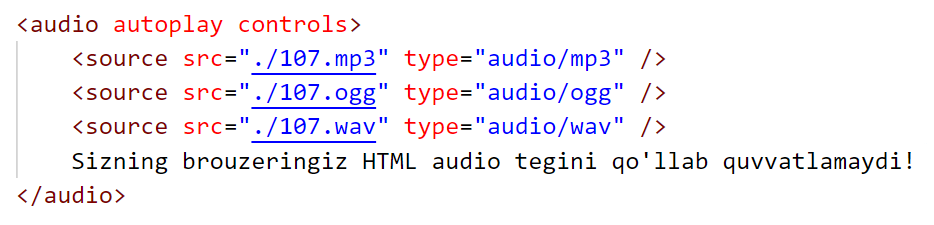 <audio autoplay controls>
<source src="./107.mp3" type="audio/mp3" />
<source src="./107.ogg" type="audio/ogg" />
<source src="./107.wav" type="audio/wav" />
Sizning brouzeringiz HTML audio tegini qo'llab quvvatlamaydi!
</audio>